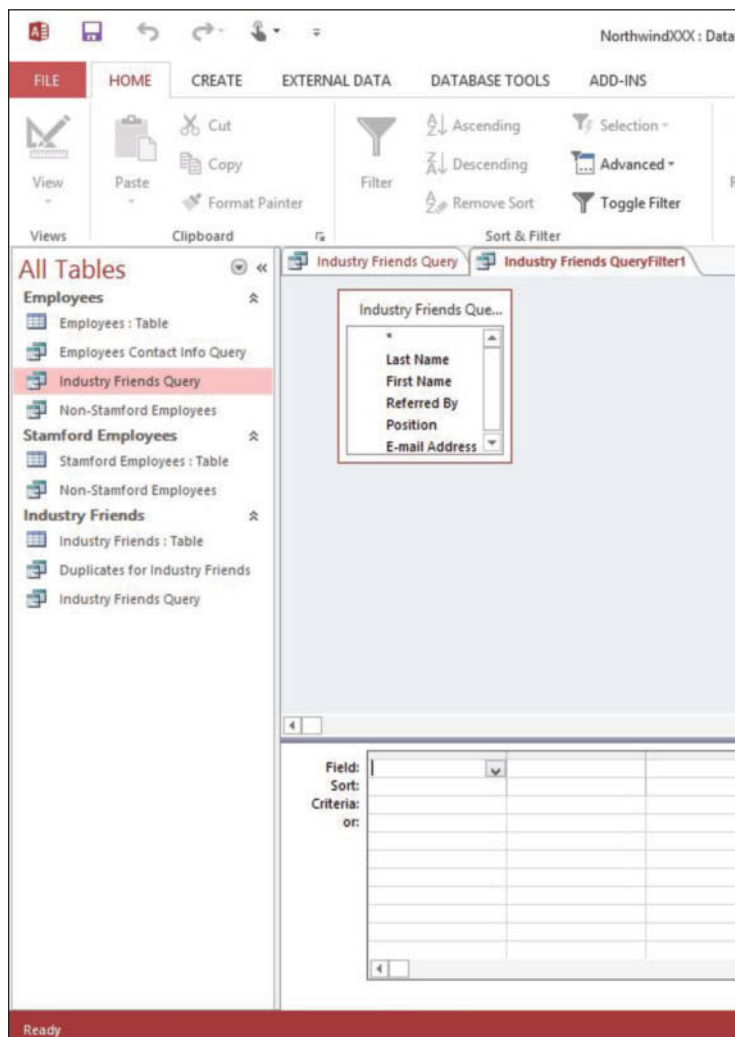 NorthwindXXX : Data
FILE HOME CREATE EXTERNAL DATA DATABASE TOOLS ADD-INS
View
Paste
Cut
Copy
Format Painter
Filter
Ascending
Descending
Remove Sort
Selection
Advanced
Toggle Filter
Views Clipboard Sort & Filter
All Tables
Employees
Employees : Table
Employees Contact Info Query
Industry Friends Query
Non-Stamford Employees
Stamford Employees
Stamford Employees : Table
Non-Stamford Employees
Industry Friends
Industry Friends : Table
Duplicates for Industry Friends
Industry Friends Query
Industry Friends Query Industry Friends QueryFilter1
Industry Friends Que...
*
Last Name
First Name
Referred By
Position
E-mail Address
Field:
Sort:
Criteria:
or:
Ready